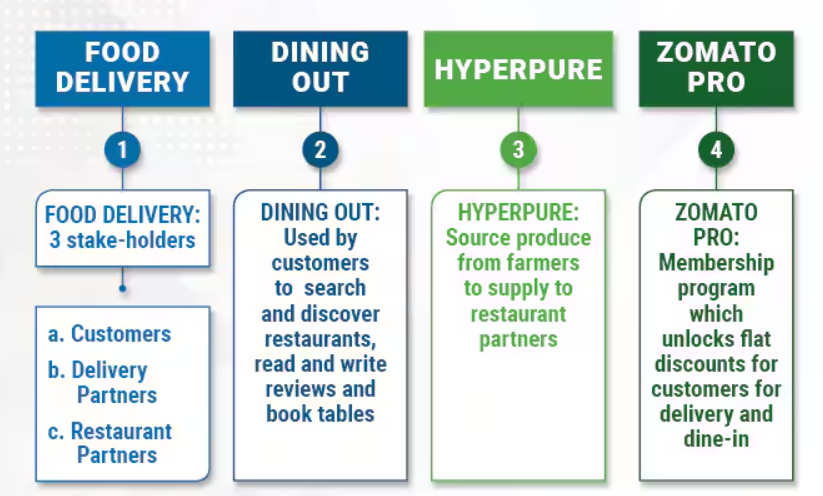 FOOD
DELIVERY
DINING
OUT
HYPERPURE
ZOMATO
PRO
1
2
3
4
FOOD DELIVERY:
3 stake-holders
a. Customers
b. Delivery
Partners
c. Restaurant
Partners
DINING OUT:
Used by
customers
to search
and discover
restaurants,
read and write
reviews and
book tables
HYPERPURE:
Source produce
from farmers
to supply to
restaurant
partners
ZOMATO
PRO:
Membership
program
which
unlocks flat
discounts for
customers for
delivery and
dine-in